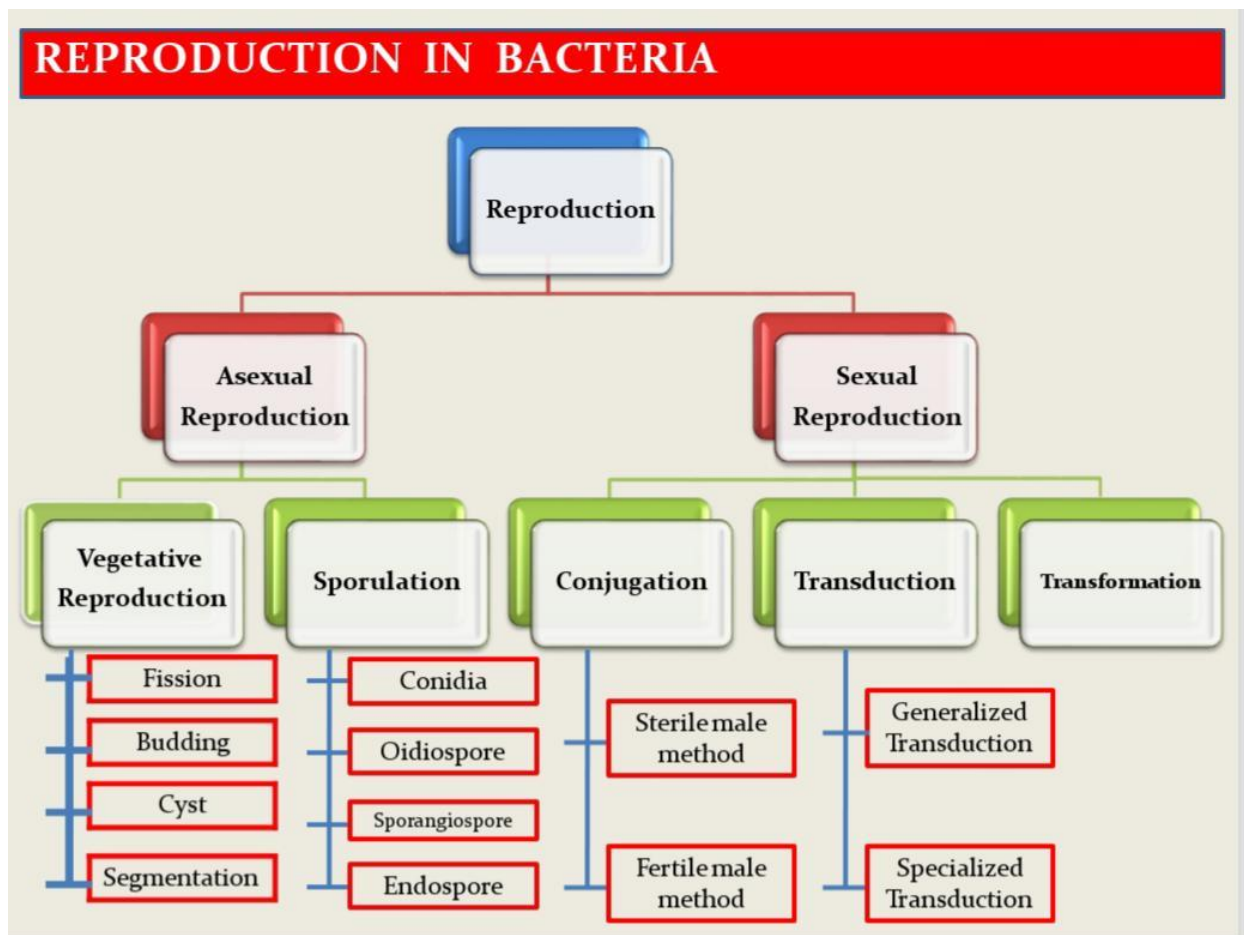 REPRODUCTION IN BACTERIA
Reproduction
Asexual
Reproduction
Sexual
Reproduction
Vegetative
Reproduction
Sporulation
Conjugation
Transduction
Transformation
Fission
Budding
Cyst
Segmentation
Conidia
Oidiospore
Sporangiospore
Endospore
Sterile male
method
Fertile male
method
Generalized
Transduction
Specialized
Transduction